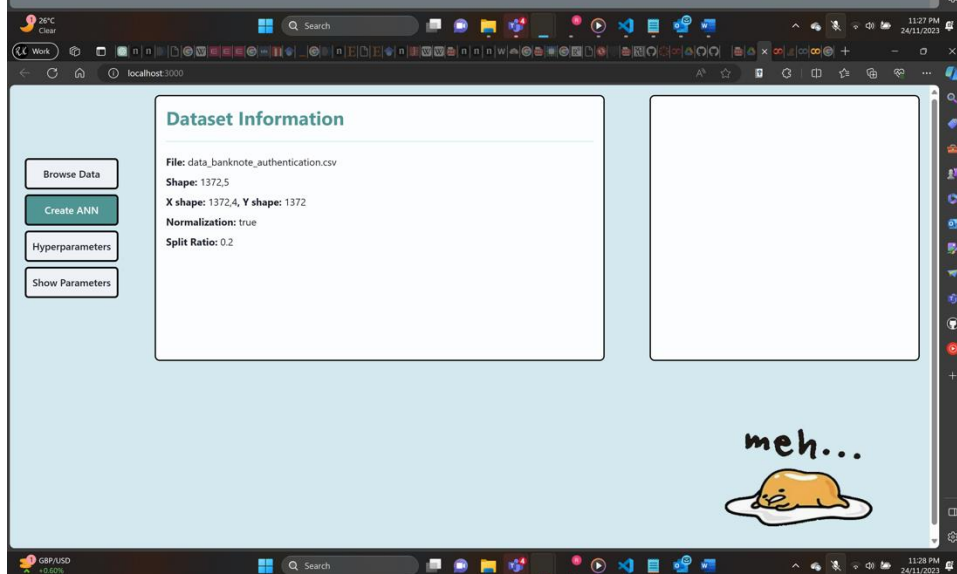 26°C
Clear
Search
11:27 PM
24/11/2023
Work
localhost:3000
Dataset Information
File: data_banknote_authentication.csv
Browse Data
Shape: 1372,5
X shape: 1372,4, Y shape: 1372
Create ANN
Normalization: true
Hyperparameters
Split Ratio: 0.2
Show Parameters
meh...
GBP/USD
+0.60%
Search
11:28 PM
24/11/2023